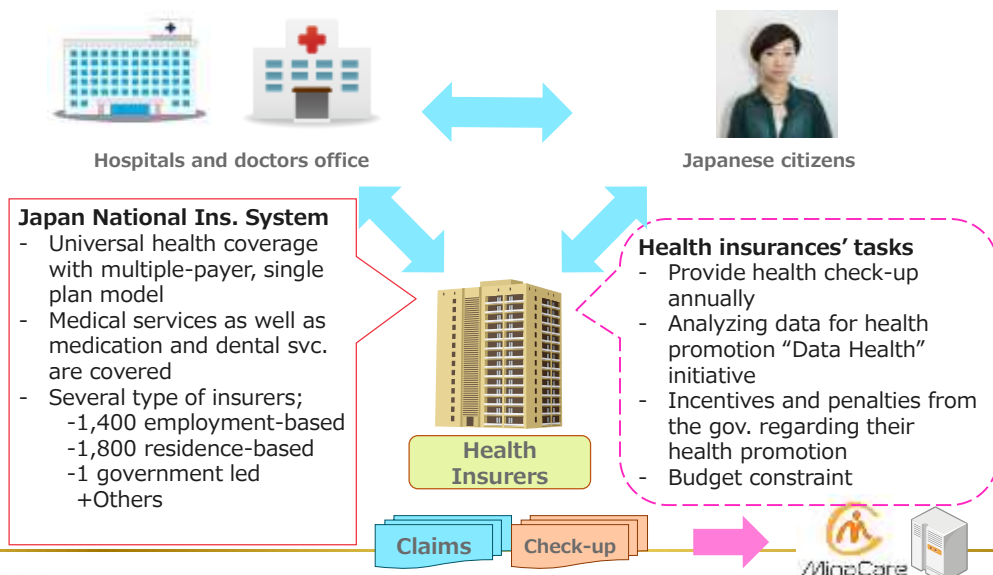 Hospitals and doctors office
Japanese citizens
Japan National Ins. System
- Universal health coverage
with multiple-payer, single
plan model
- Medical services as well as
medication and dental svc.
are covered
- Several type of insurers;
-1,400 employment-based
-1,800 residence-based
-1 government led
+Others
Health
Insurers
Health insurances’ tasks
- Provide health check-up
annually
- Analyzing data for health
promotion “Data Health”
initiative
- Incentives and penalties from
the gov. regarding their
health promotion
- Budget constraint
Claims
Check-up
MinaCare